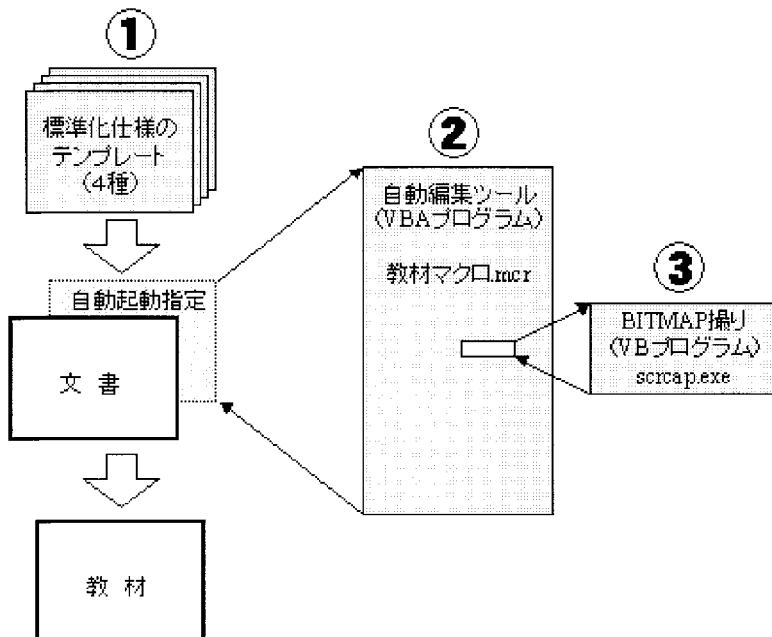 ①
標準化仕様の
テンプレート
(4種)
自動起動指定
文 書
教 材
②
自動編集ツール
(VBAプログラム)
教材マクロ.mcr
③
BITMAP撮り
(VBプログラム)
scrcap.exe